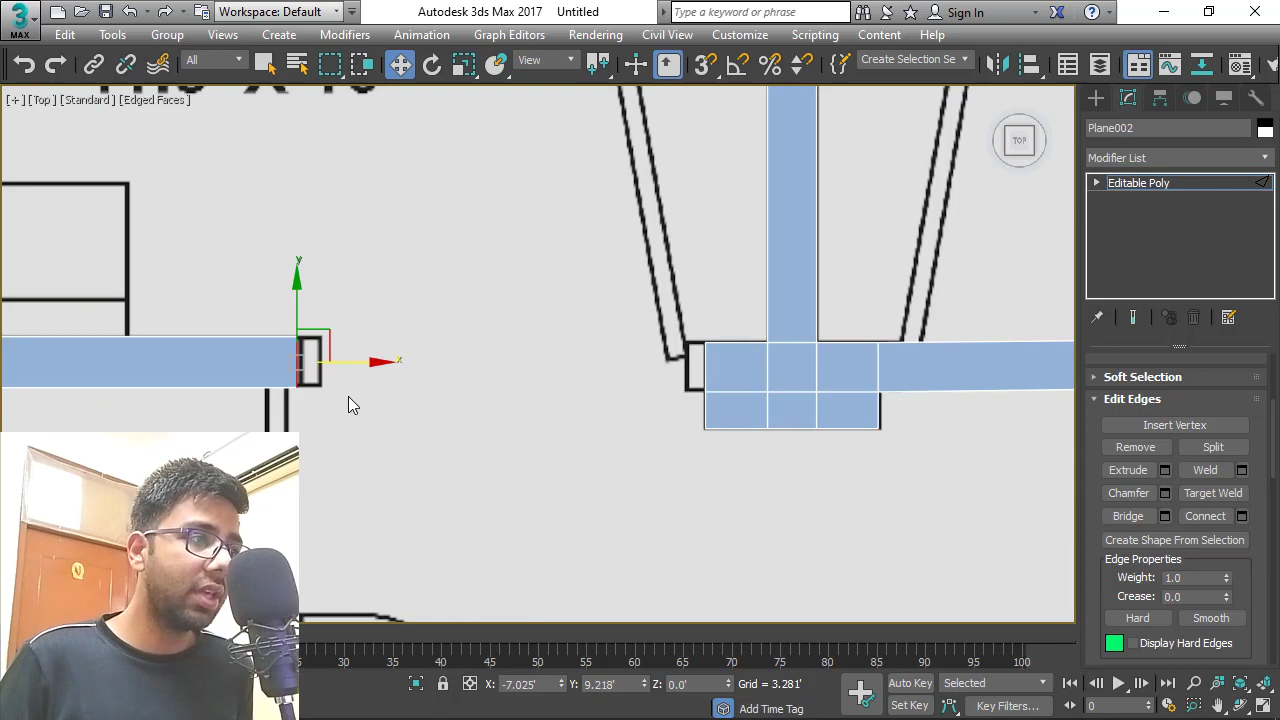 3
MAX
Workspace: Default
Autodesk 3ds Max 2017 Untitled
Type a keyword or phrase
Sign In
Edit Tools Group Views Create Modifiers Animation Graph Editors Rendering Civil View Customize Scripting Content Help
All
View
3
Create Selection Se
[+] [Top] [Standard] [Edged Faces]
TOP
y
x
Plane002
Modifier List
Editable Poly
Soft Selection
Edit Edges
Insert Vertex
Remove Split
Extrude Weld
Chamfer Target Weld
Bridge Connect
Create Shape From Selection
Edge Properties
Weight: 1.0
Crease: 0.0
Hard Smooth
Display Hard Edges
30 35 40 45 50 55 60 65 70 75 80 85 90 95 100
X: -7.025' Y: 9.218' Z: 0.0' Grid = 3.281'
Add Time Tag
Auto Key Selected
Set Key Key Filters...
0